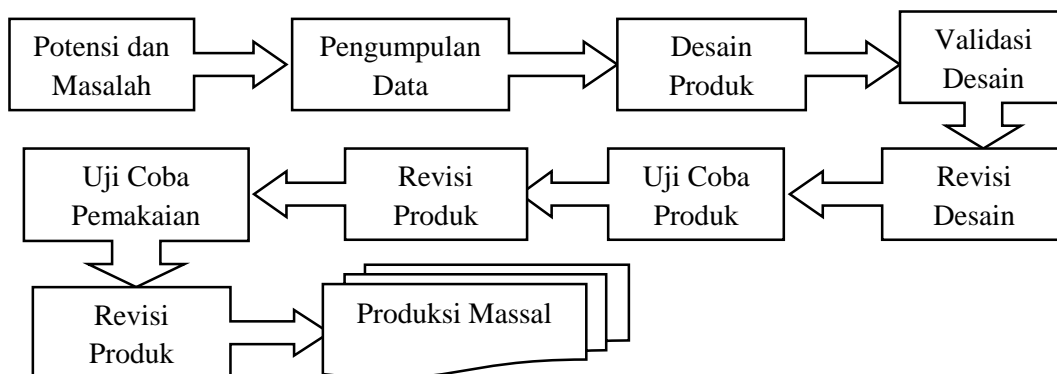 Potensi dan
Masalah
Pengumpulan
Data
Desain
Produk
Validasi
Desain
Revisi
Desain
Uji Coba
Produk
Revisi
Produk
Uji Coba
Pemakaian
Revisi
Produk
Produksi Massal